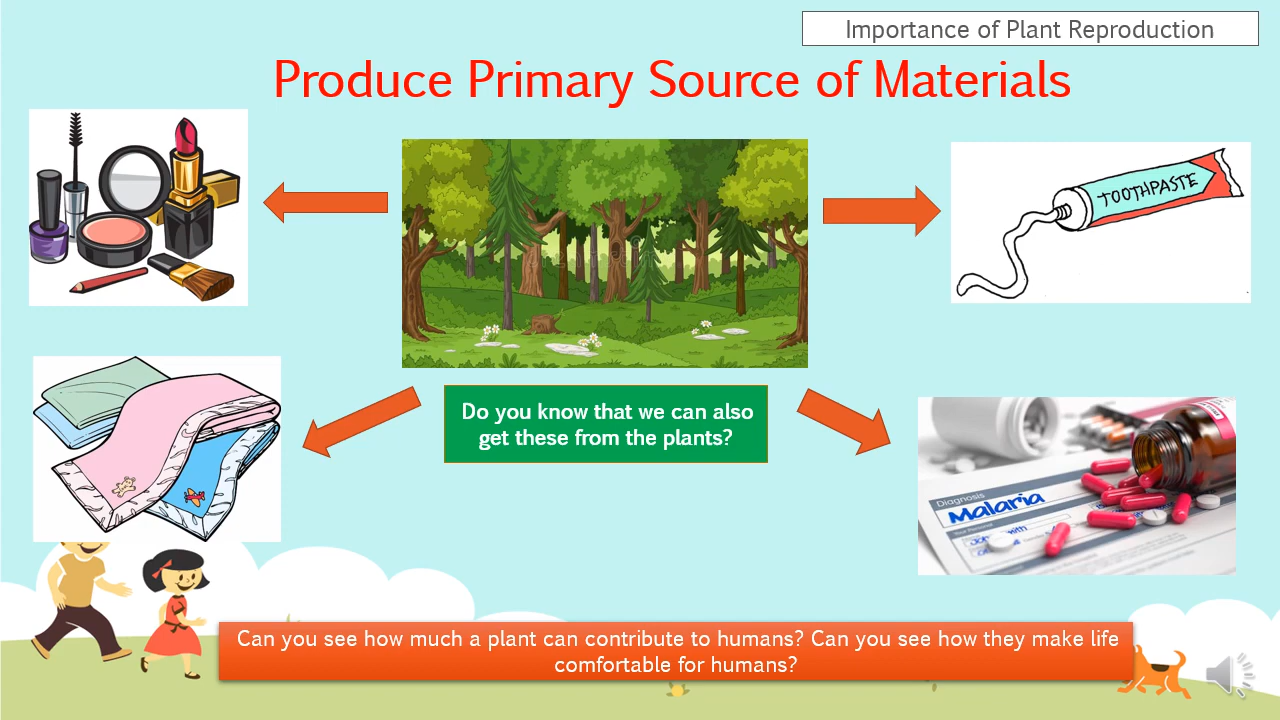 Importance of Plant Reproduction
Produce Primary Source of Materials
TOOTHPASTE
Do you know that we can also
get these from the plants?
Diagnosis
Malaria
Can you see how much a plant can contribute to humans? Can you see how they make life
comfortable for humans?